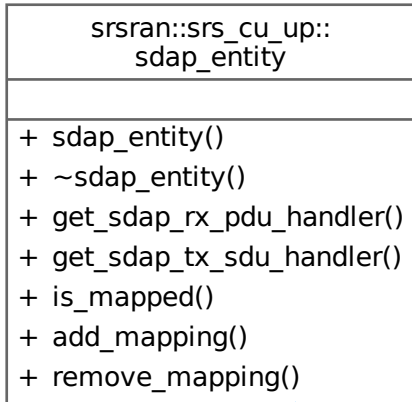 srsran::srs_cu_up::
sdap_entity
+ sdap_entity()
+ ~sdap_entity()
+ get_sdap_rx_pdu_handler()
+ get_sdap_tx_sdu_handler()
+ is_mapped()
+ add_mapping()
+ remove_mapping()